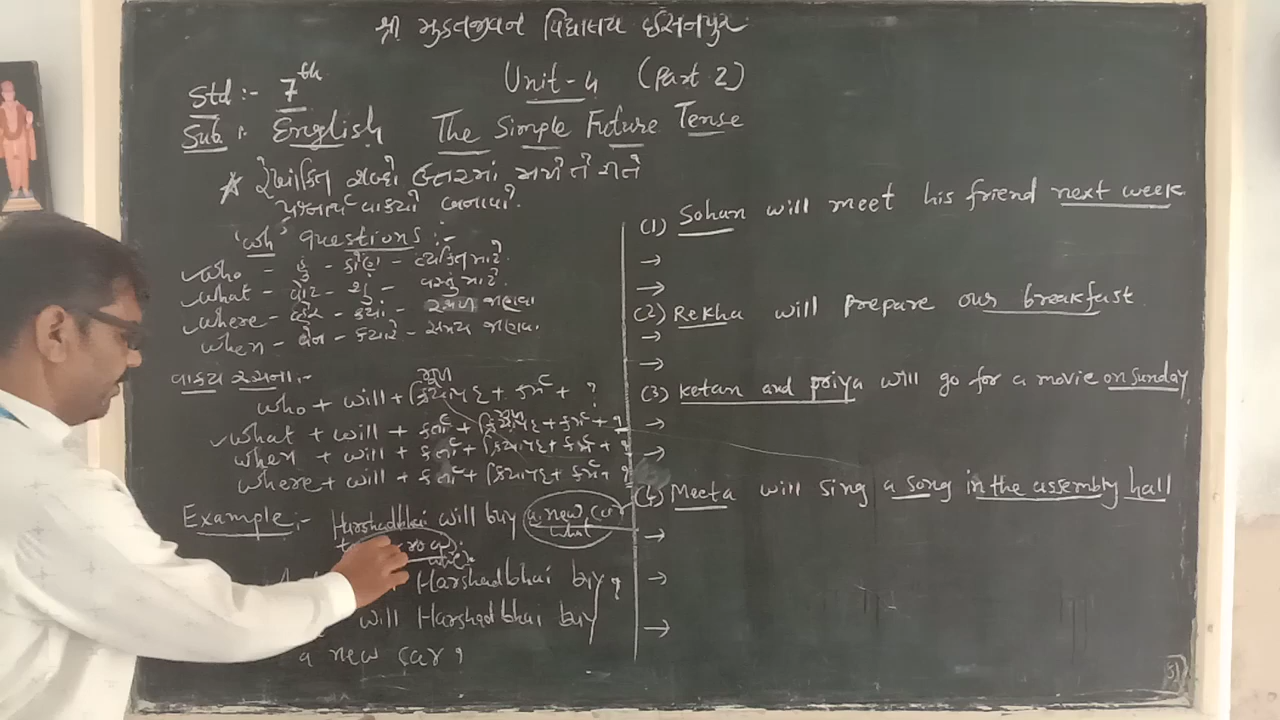 શ્રી મુક્તજીવન વિદ્યાલય ઇસનપુર
Unit-4 (Part 2)
Std :- 7th
Sub :- English The Simple Future Tense
* રેખાંકિત શબ્દો ઉત્તરમાં આવે તે રીતે
પ્રશ્નાર્થ વાક્યો બનાવો.
'wh' questions :-
who - હુ - કોણ - વ્યક્તિ માટે.
what - વોટ - શું - વસ્તુ માટે.
where - વેર - ક્યાં - સ્થળ જાણવા
when - વેન - ક્યારે - સમય જાણવા.
વાક્ય રચના :-
મુળ
who + will + ક્રિયાપદ + કર્મ + ?
મુળ
what + will + કર્તા + ક્રિયાપદ + કર્મ + ?
when + will + કર્તા + ક્રિયાપદ + કર્મ + ?
where + will + કર્તા + ક્રિયાપદ + કર્મ + ?
Example :- Harshadbhai will buy a new car
what
Harshadbhai buy ?
will Harshadbhai buy
a new car ?
(1) Sohan will meet his friend next week.
→
→
(2) Rekha will prepare our breakfast.
→
→
(3) Ketan and priya will go for a movie on sunday
→
→
(4) Meeta will sing a song in the assembly hall
→
→
→